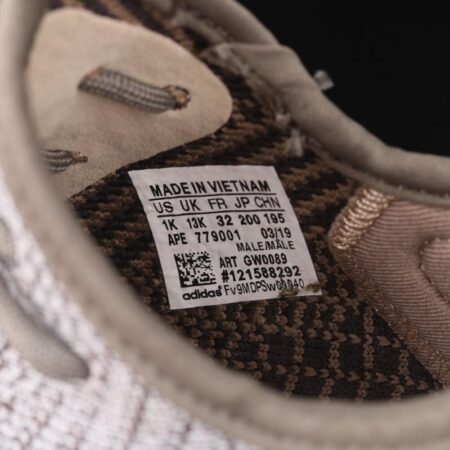 MADE IN VIETNAM
US UK FR JP CHN
1K 13K 32 200 195
APE 779001 03/19
MALE/MÂLE
ART GW0089
#121588292
adidas Fv9MDPSw00040